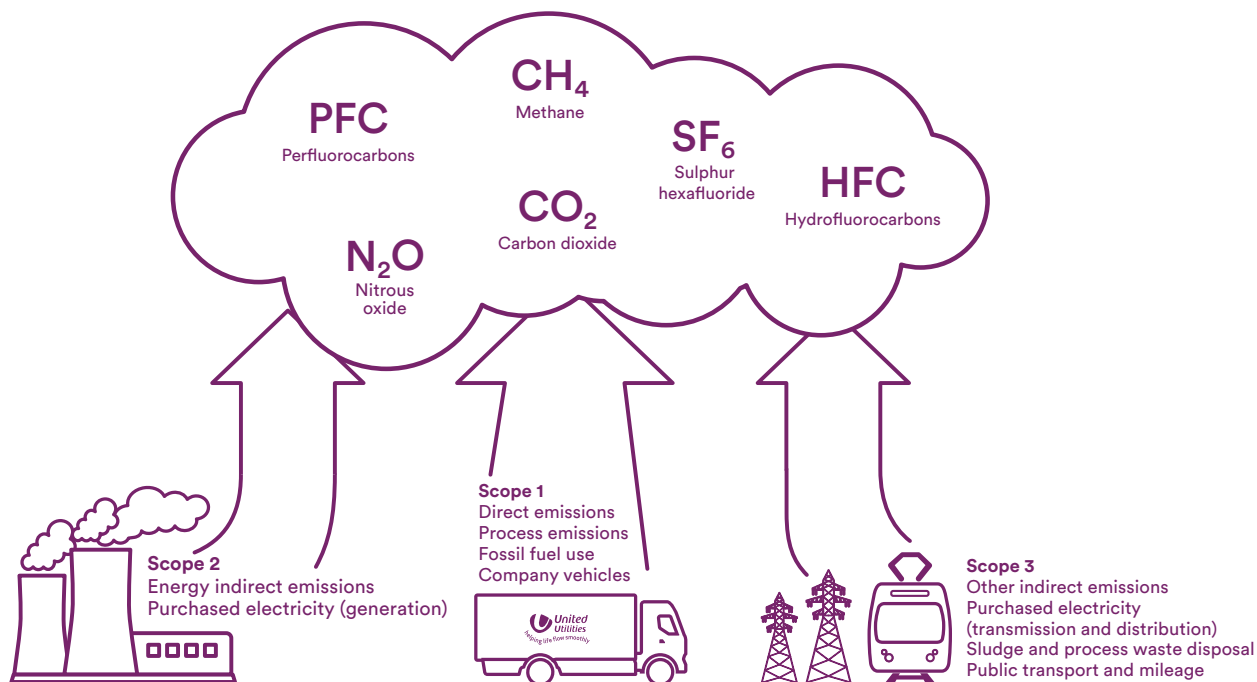 CH₄
Methane
PFC
Perfluorocarbons
SF₆
Sulphur
hexafluoride
HFC
Hydrofluorocarbons
CO₂
Carbon dioxide
N₂O
Nitrous
oxide
Scope 2
Energy indirect emissions
Purchased electricity (generation)
Scope 1
Direct emissions
Process emissions
Fossil fuel use
Company vehicles
United
Utilities
helping life flow smoothly
Scope 3
Other indirect emissions
Purchased electricity
(transmission and distribution)
Sludge and process waste disposal
Public transport and mileage